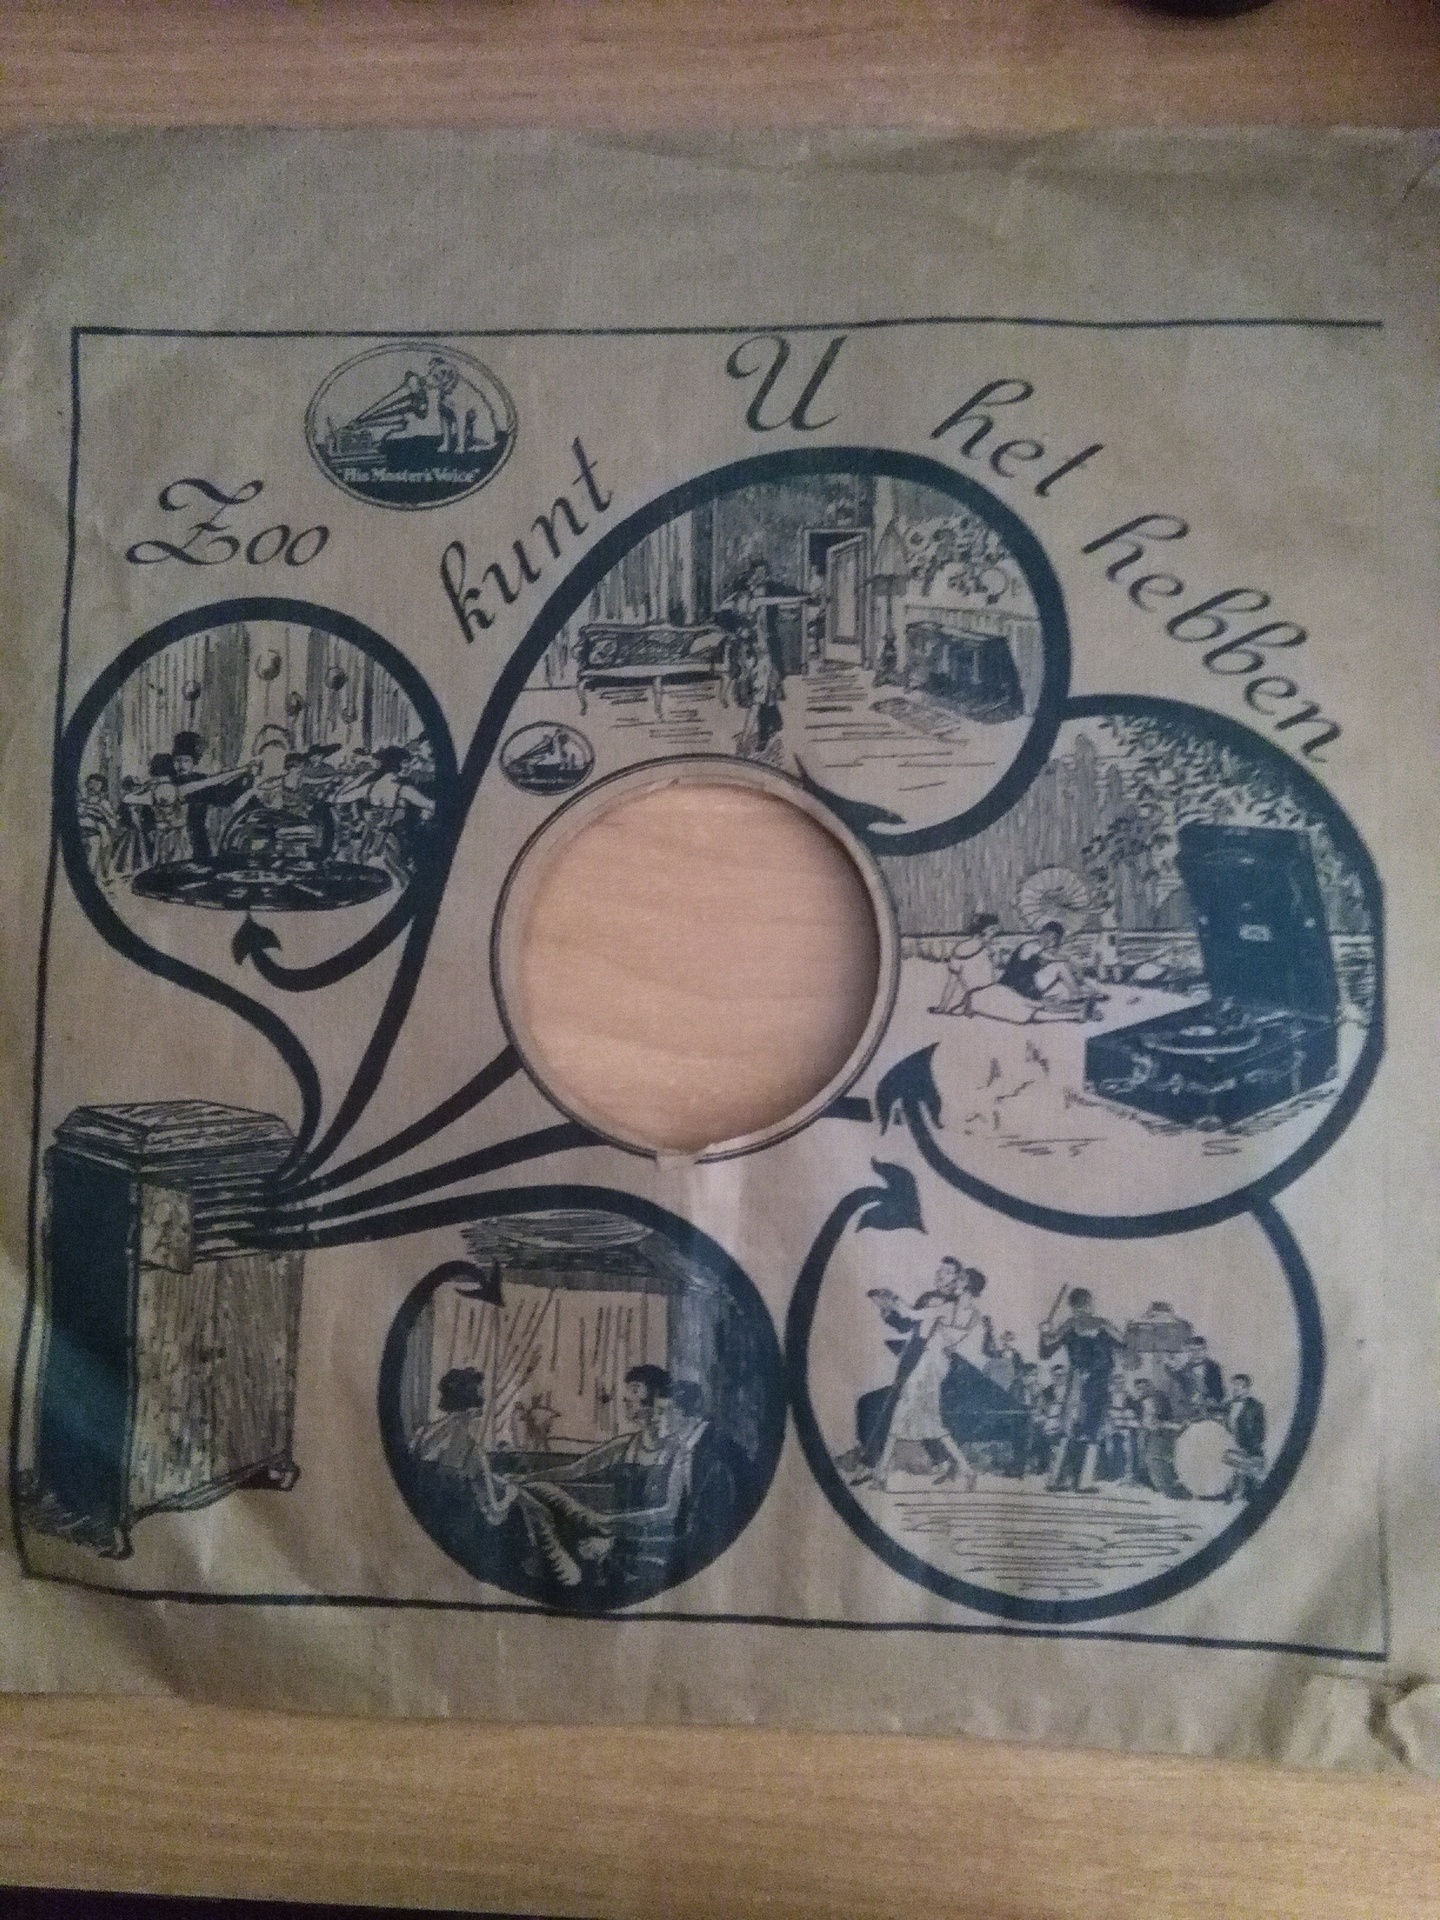 Zoo kunt U het hebben
"His Master's Voice"